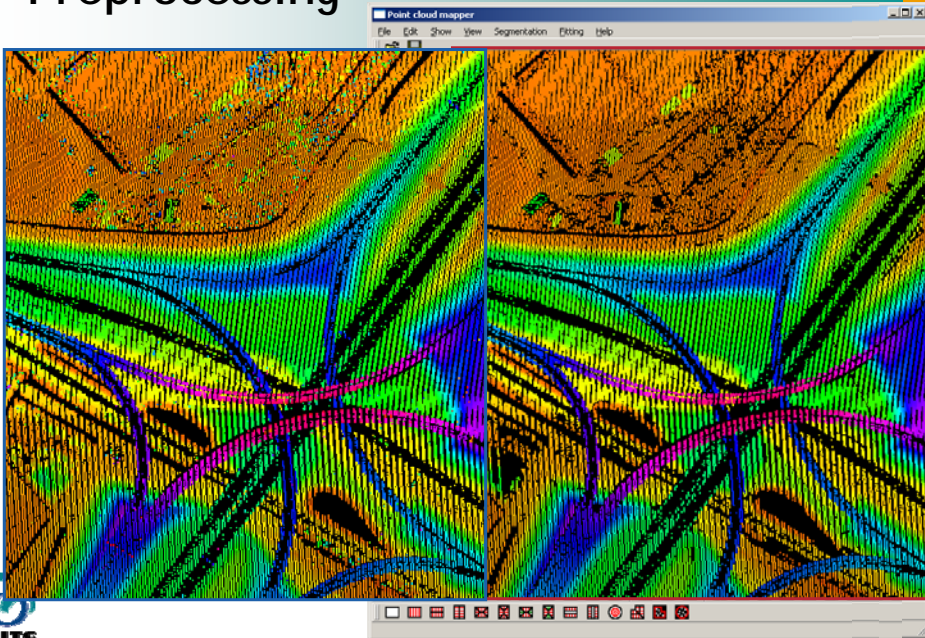 Preprocessing
Point cloud mapper
File Edit Show View Segmentation Fitting Help